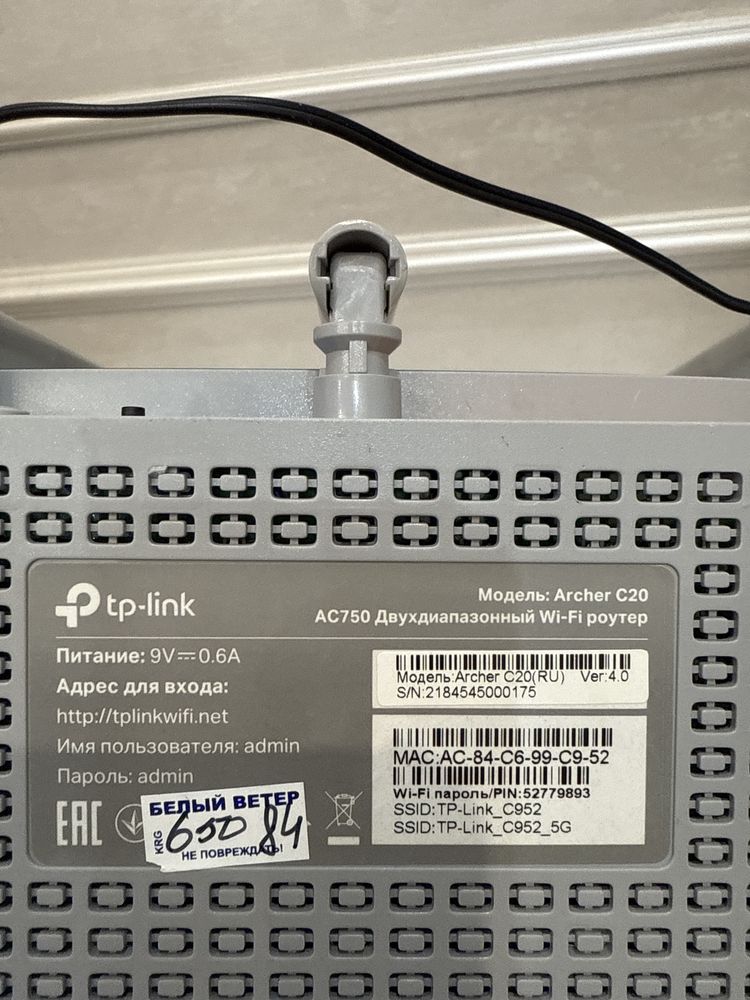 tp-link
Модель: Archer C20
AC750 Двухдиапазонный Wi-Fi роутер
Питание: 9V⎓0.6A
Адрес для входа:
http://tplinkwifi.net
Имя пользователя: admin
Пароль: admin
Модель:Archer C20(RU) Ver:4.0
S/N:2184545000175
MAC:AC-84-C6-99-C9-52
Wi-Fi пароль/PIN:52779893
SSID:TP-Link_C952
SSID:TP-Link_C952_5G
EAC
БЕЛЫЙ ВЕТЕР
KRG
650 84
НЕ ПОВРЕЖДАТЬ!